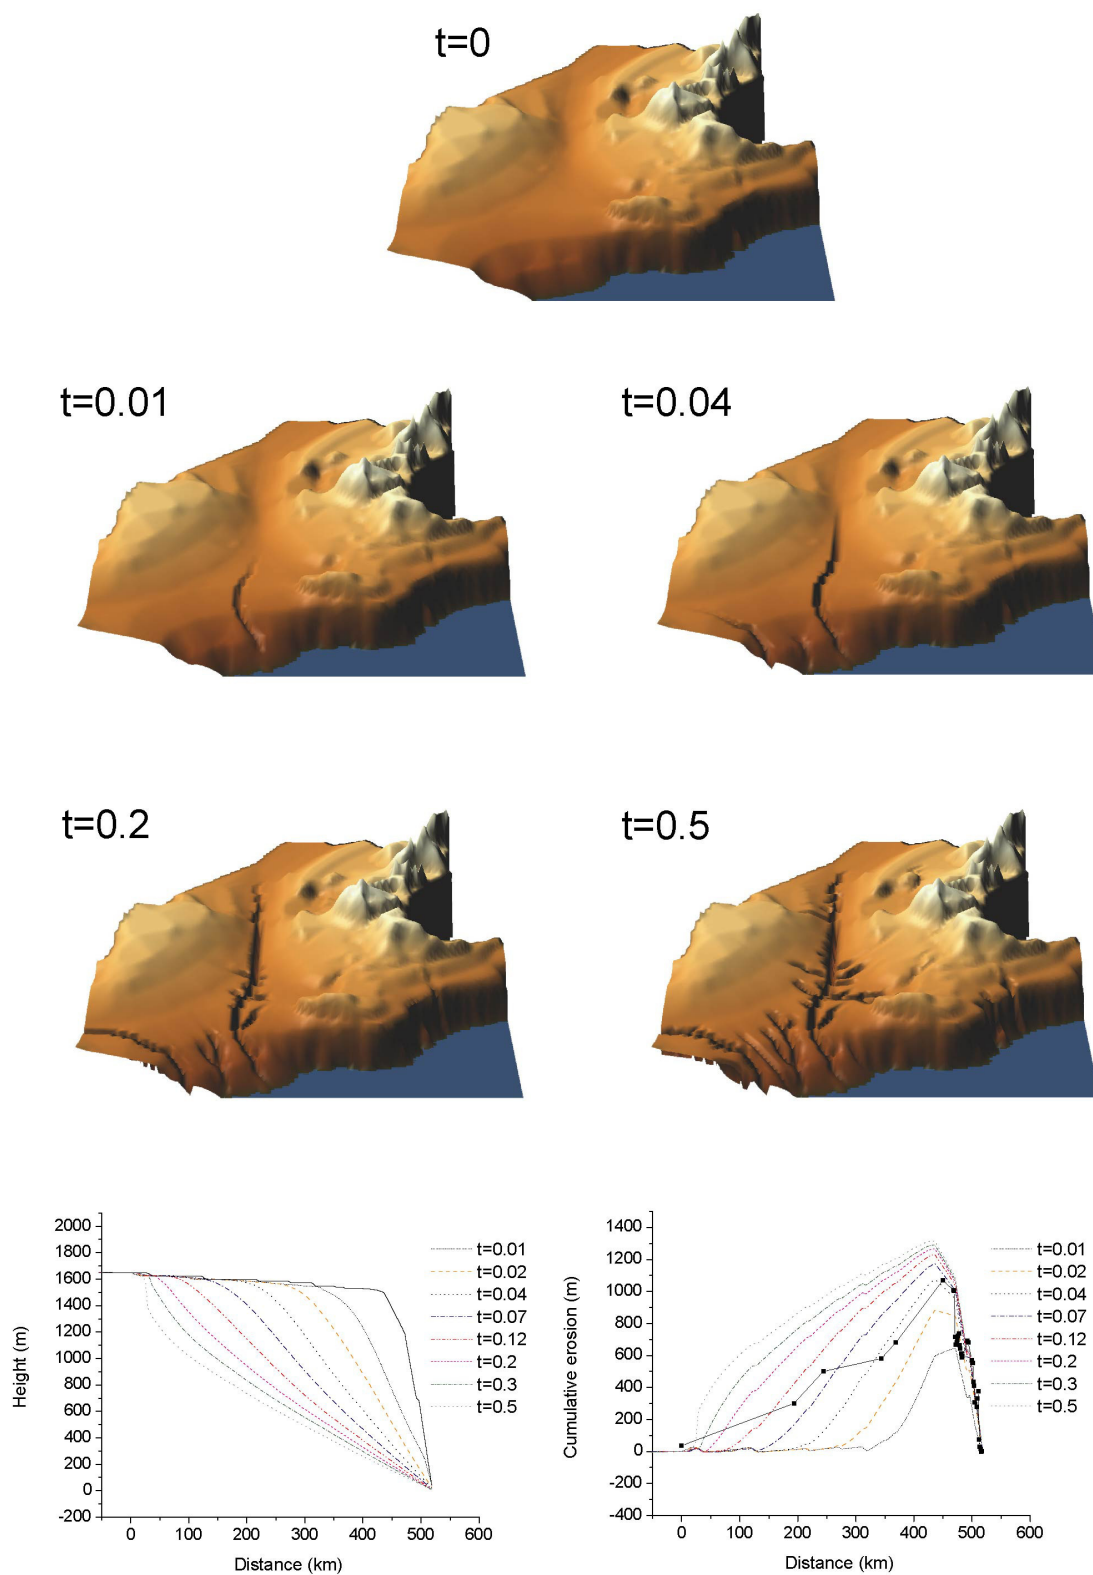 t=0
t=0.01
t=0.04
t=0.2
t=0.5
2000
1800
1600
1400
1200
1000
800
600
400
200
0
-200
Height (m)
0 100 200 300 400 500 600
Distance (km)
t=0.01
t=0.02
t=0.04
t=0.07
t=0.12
t=0.2
t=0.3
t=0.5
1400
1200
1000
800
600
400
200
0
-200
-400
Cumulative erosion (m)
0 100 200 300 400 500 600
Distance (km)
t=0.01
t=0.02
t=0.04
t=0.07
t=0.12
t=0.2
t=0.3
t=0.5